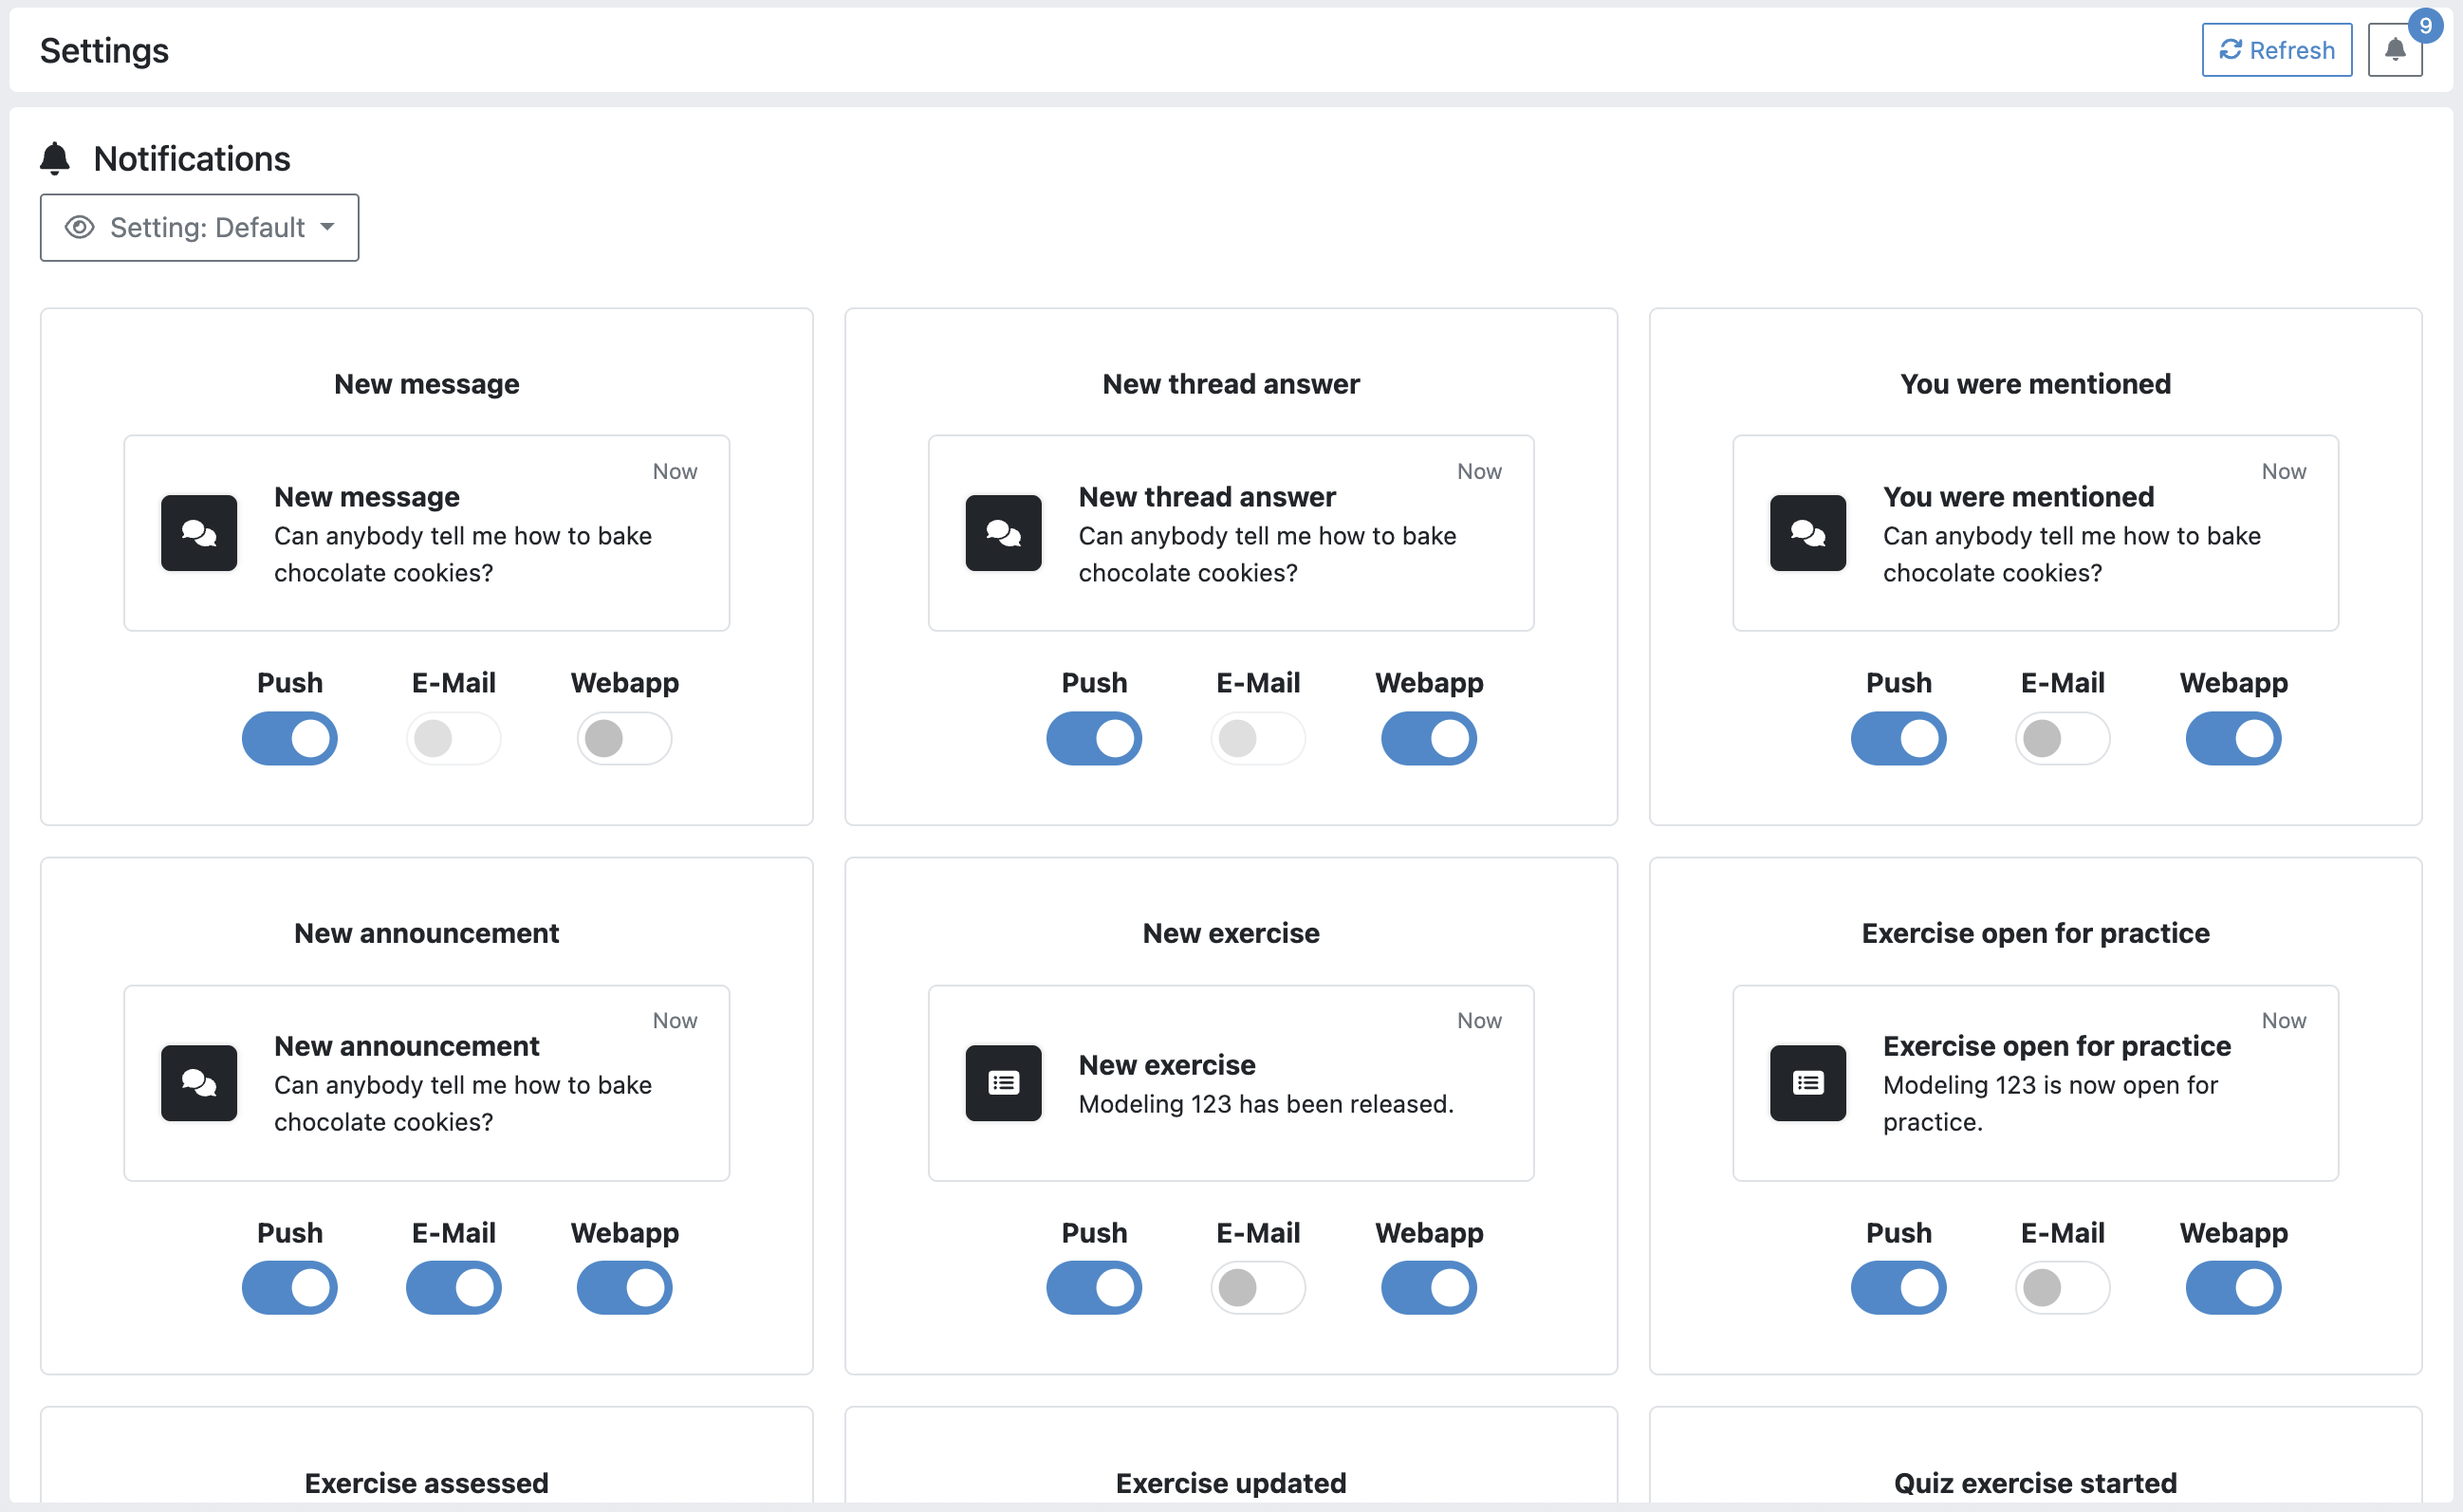 Settings
Refresh
9
Notifications
Setting: Default
New message
Now
New message
Can anybody tell me how to bake
chocolate cookies?
Push E-Mail Webapp
New thread answer
Now
New thread answer
Can anybody tell me how to bake
chocolate cookies?
Push E-Mail Webapp
You were mentioned
Now
You were mentioned
Can anybody tell me how to bake
chocolate cookies?
Push E-Mail Webapp
New announcement
Now
New announcement
Can anybody tell me how to bake
chocolate cookies?
Push E-Mail Webapp
New exercise
Now
New exercise
Modeling 123 has been released.
Push E-Mail Webapp
Exercise open for practice
Now
Exercise open for practice
Modeling 123 is now open for
practice.
Push E-Mail Webapp
Exercise assessed
Exercise updated
Quiz exercise started